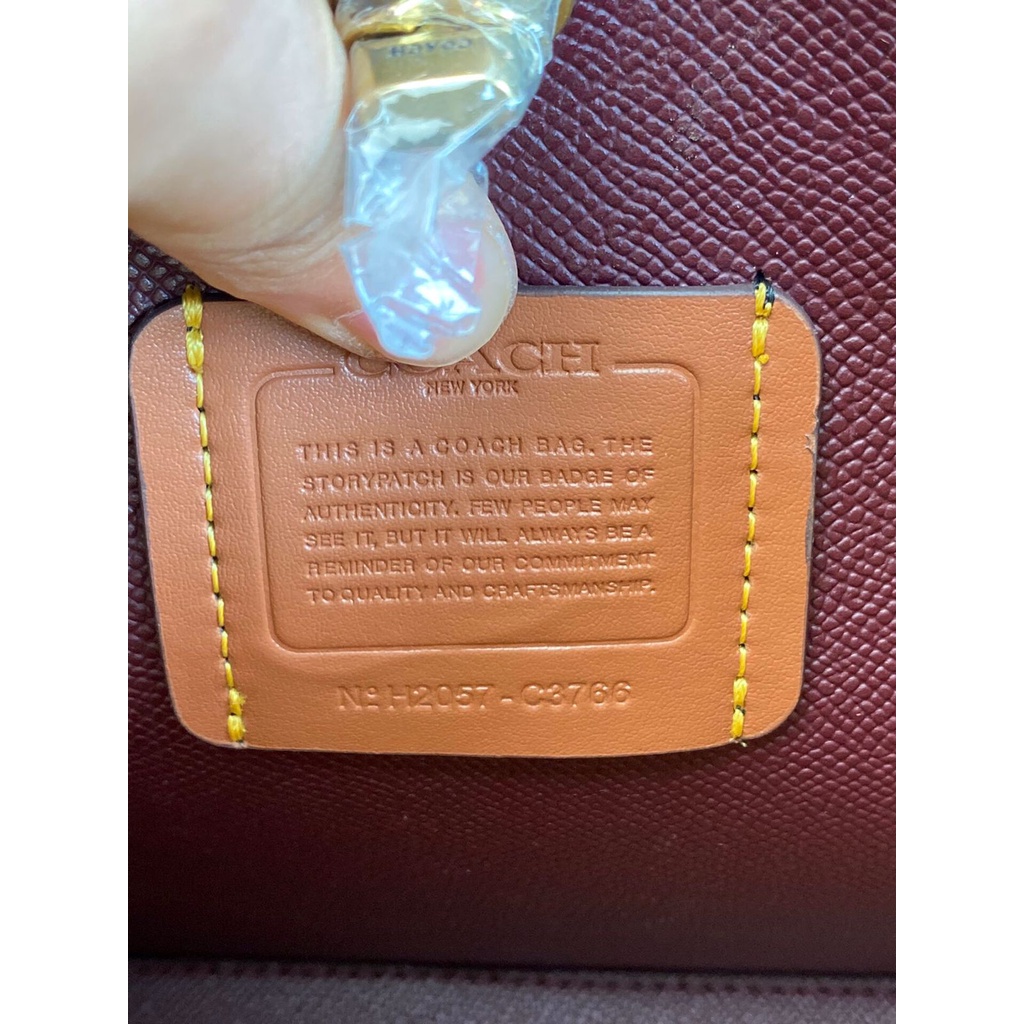 COACH
COACH
NEW YORK
THIS IS A COACH BAG. THE
STORYPATCH IS OUR BADGE OF
AUTHENTICITY. FEW PEOPLE MAY
SEE IT, BUT IT WILL ALWAYS BE A
REMINDER OF OUR COMMITMENT
TO QUALITY AND CRAFTSMANSHIP.
Nº H2057 - C3766